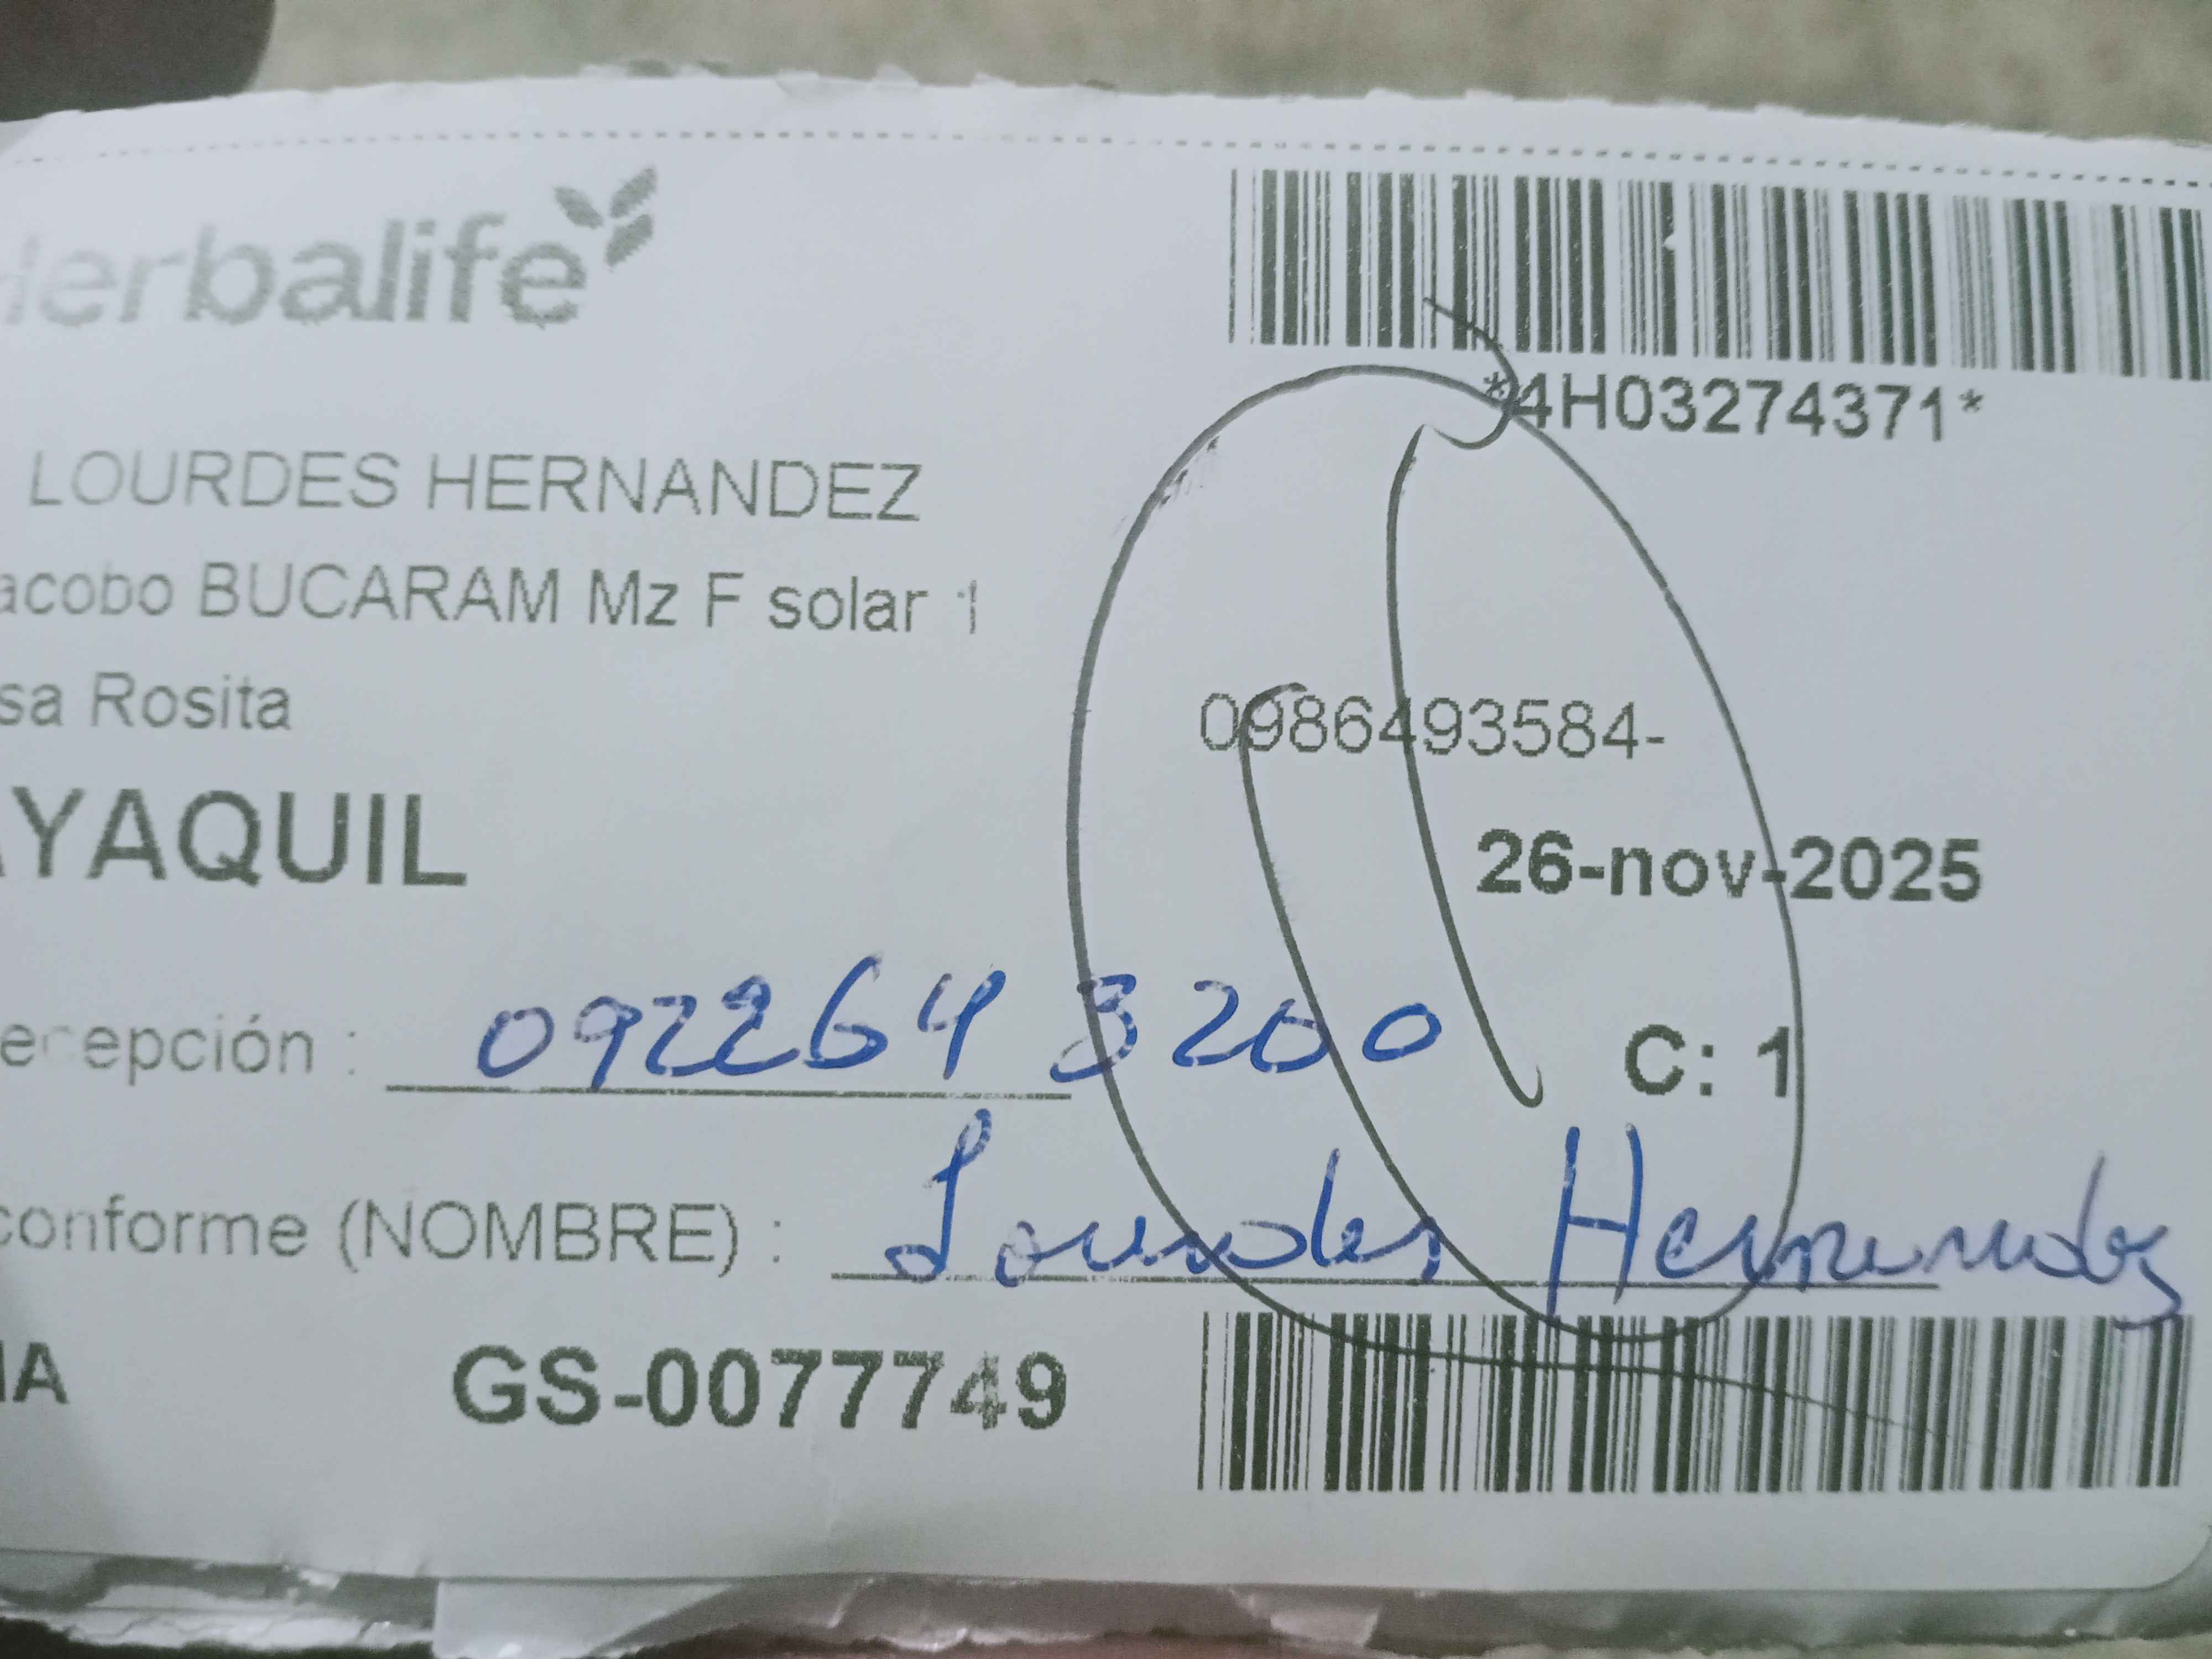 Herbalife
*4H03274371*
LOURDES HERNANDEZ
acobo BUCARAM Mz F solar 1
sa Rosita
0986493584-
AYAQUIL
26-nov-2025
ecepción : 0922643200
C: 1
conforme (NOMBRE) : Lourdes Hernandez
IA
GS-0077749